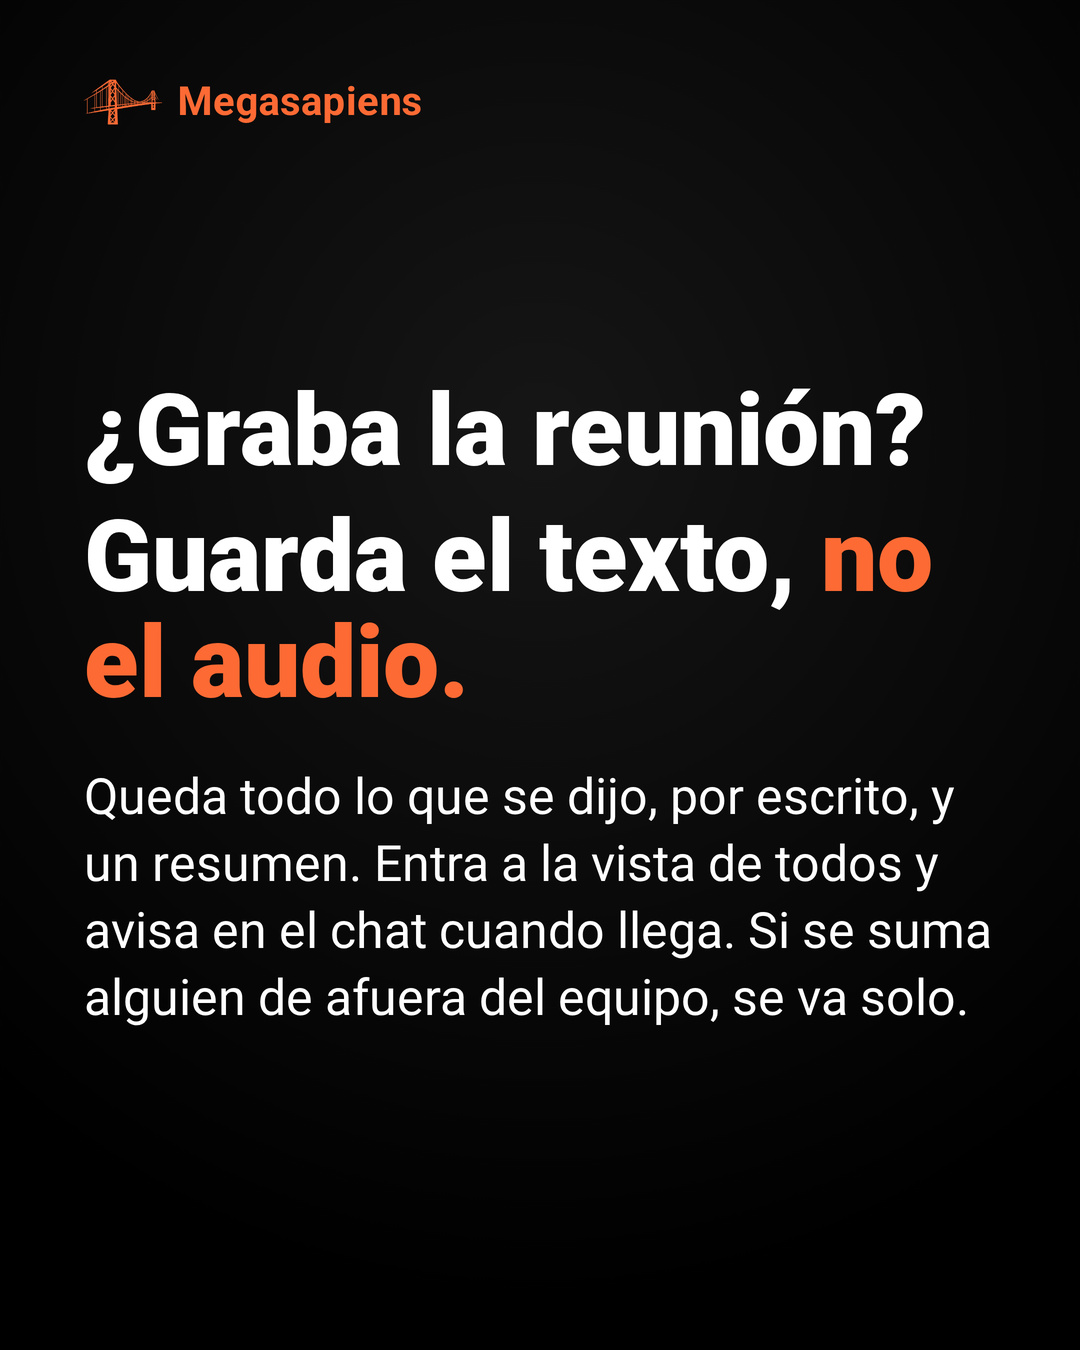 Megasapiens
¿Graba la reunión?
Guarda el texto, no
el audio.
Queda todo lo que se dijo, por escrito, y
un resumen. Entra a la vista de todos y
avisa en el chat cuando llega. Si se suma
alguien de afuera del equipo, se va solo.